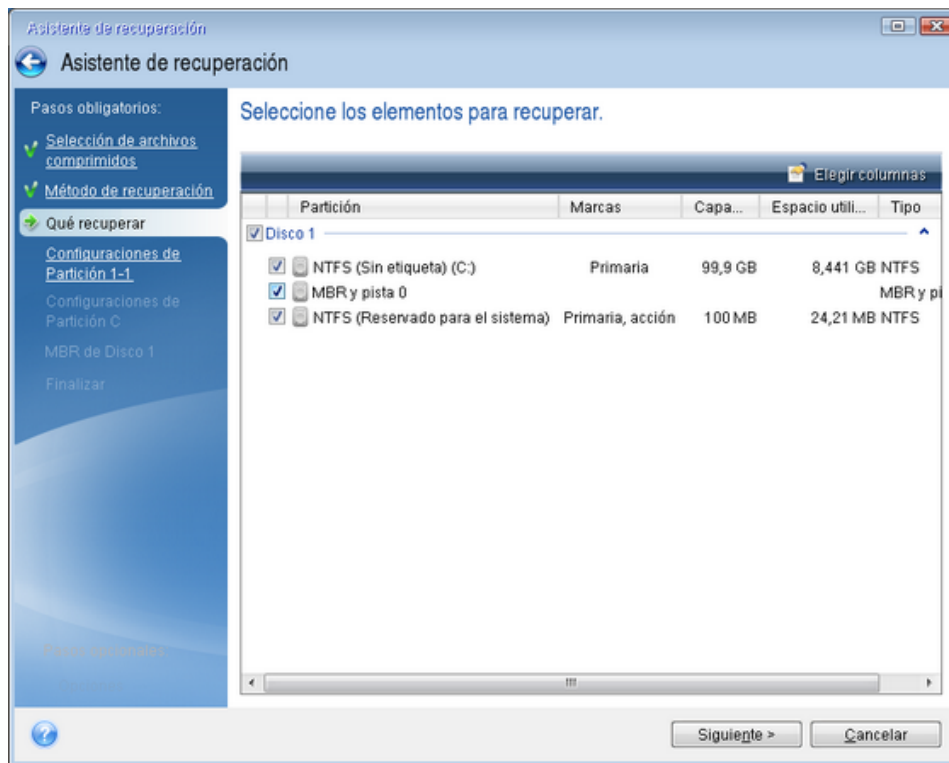 Asistente de recuperación
Asistente de recuperación
Pasos obligatorios:
Selección de archivos
comprimidos
Método de recuperación
Qué recuperar
Configuraciones de
Partición 1-1
Configuraciones de
Partición C
MBR de Disco 1
Finalizar
Seleccione los elementos para recuperar.
Elegir columnas
Partición Marcas Capa... Espacio utili... Tipo
Disco 1
NTFS (Sin etiqueta) (C:) Primaria 99,9 GB 8,441 GB NTFS
MBR y pista 0 MBR y pi
NTFS (Reservado para el sistema) Primaria, acción 100 MB 24,21 MB NTFS
Siguiente >
Cancelar